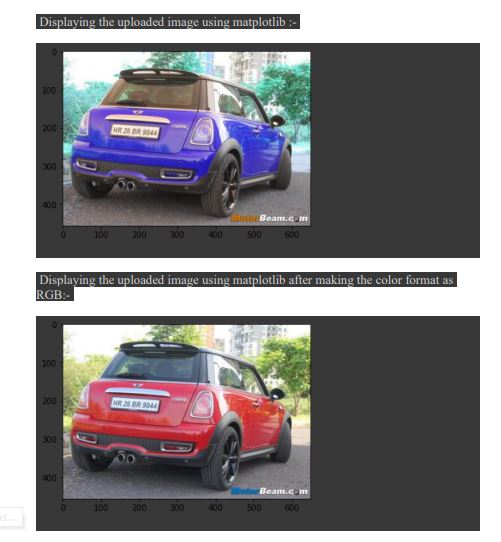 Displaying the uploaded image using matplotlib :-
0
100
200
300
400
HR 26 BR 9044
MotorBeam.com
0 100 200 300 400 500 600
Displaying the uploaded image using matplotlib after making the color format as
RGB:-
0
100
200
300
400
HR 26 BR 9044
MotorBeam.com
0 100 200 300 400 500 600